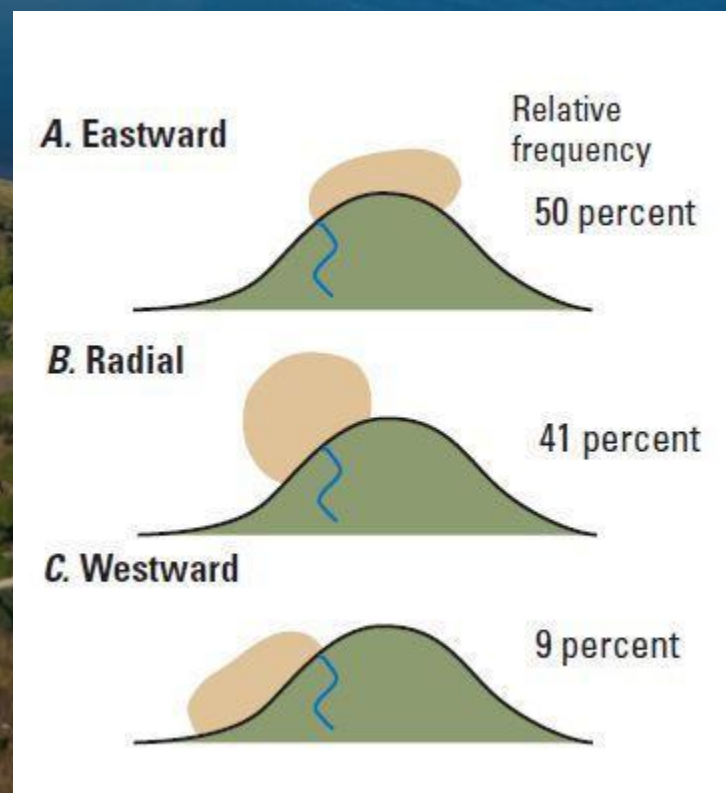 A. Eastward
Relative
frequency
50 percent
B. Radial
41 percent
C. Westward
9 percent